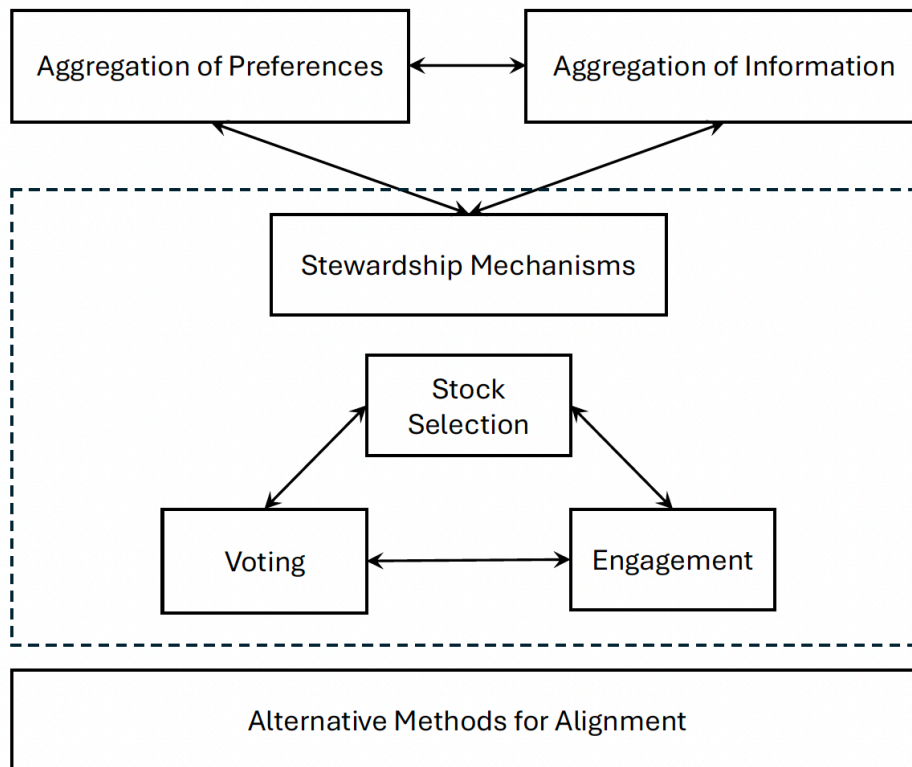 Aggregation of Preferences
Aggregation of Information
Stewardship Mechanisms
Stock
Selection
Voting
Engagement
Alternative Methods for Alignment